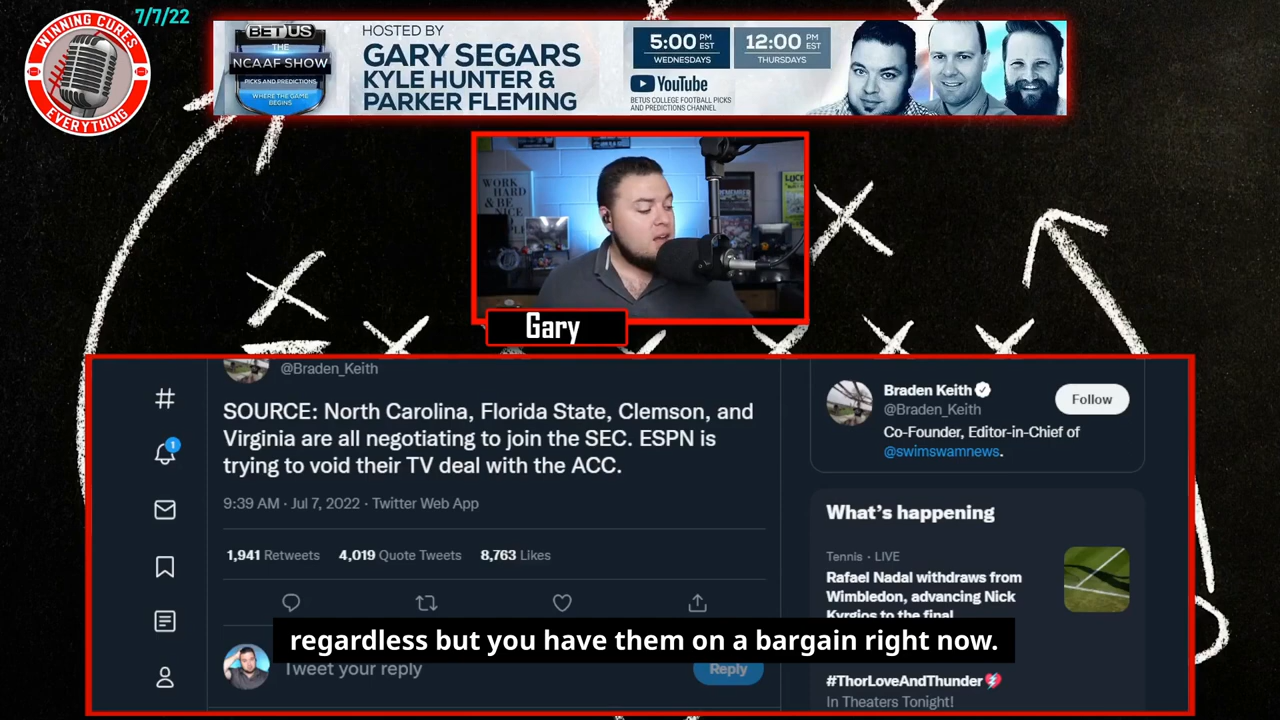 7/7/22
WINNING CURES
EVERYTHING
BETUS
THE
NCAAF SHOW
PICKS AND PREDICTIONS
WHERE THE GAME
BEGINS
HOSTED BY
GARY SEGARS
KYLE HUNTER &
PARKER FLEMING
5:00 PM EST
WEDNESDAYS
12:00 PM EST
THURSDAYS
YouTube
BETUS COLLEGE FOOTBALL PICKS
AND PREDICTIONS CHANNEL
WORK
HARD
& BE
NICE
Gary
@Braden_Keith
SOURCE: North Carolina, Florida State, Clemson, and
Virginia are all negotiating to join the SEC. ESPN is
trying to void their TV deal with the ACC.
9:39 AM · Jul 7, 2022 · Twitter Web App
1,941 Retweets 4,019 Quote Tweets 8,763 Likes
Tweet your reply
Reply
1
Braden Keith
@Braden_Keith
Follow
Co-Founder, Editor-in-Chief of
@swimswamnews.
What's happening
Tennis · LIVE
Rafael Nadal withdraws from
Wimbledon, advancing Nick
Kyrgios to the final
#ThorLoveAndThunder
In Theaters Tonight!
regardless but you have them on a bargain right now.